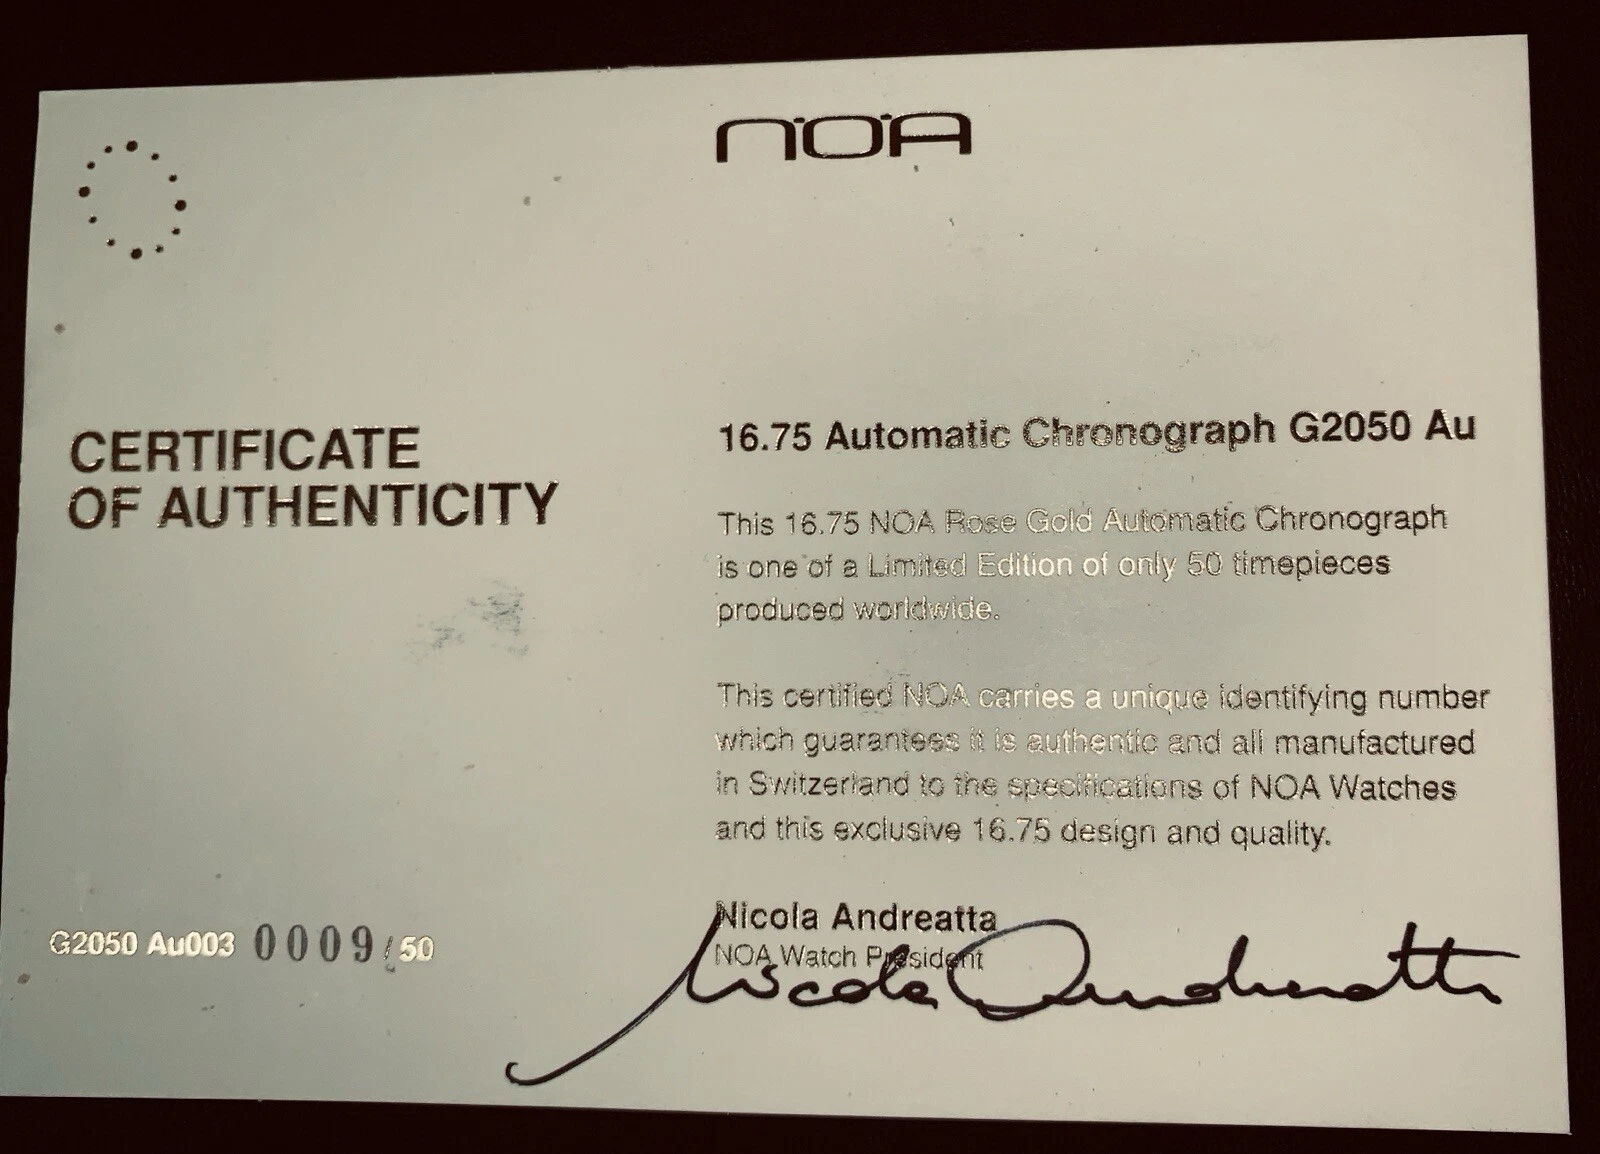 NOA
CERTIFICATE
OF AUTHENTICITY
16.75 Automatic Chronograph G2050 Au
This 16.75 NOA Rose Gold Automatic Chronograph
is one of a Limited Edition of only 50 timepieces
produced worldwide.
This certified NOA carries a unique identifying number
which guarantees it is authentic and all manufactured
in Switzerland to the specifications of NOA Watches
and this exclusive 16.75 design and quality.
Nicola Andreatta
NOA Watch President
Nicola Andreatta
G2050 Au003 0009/50